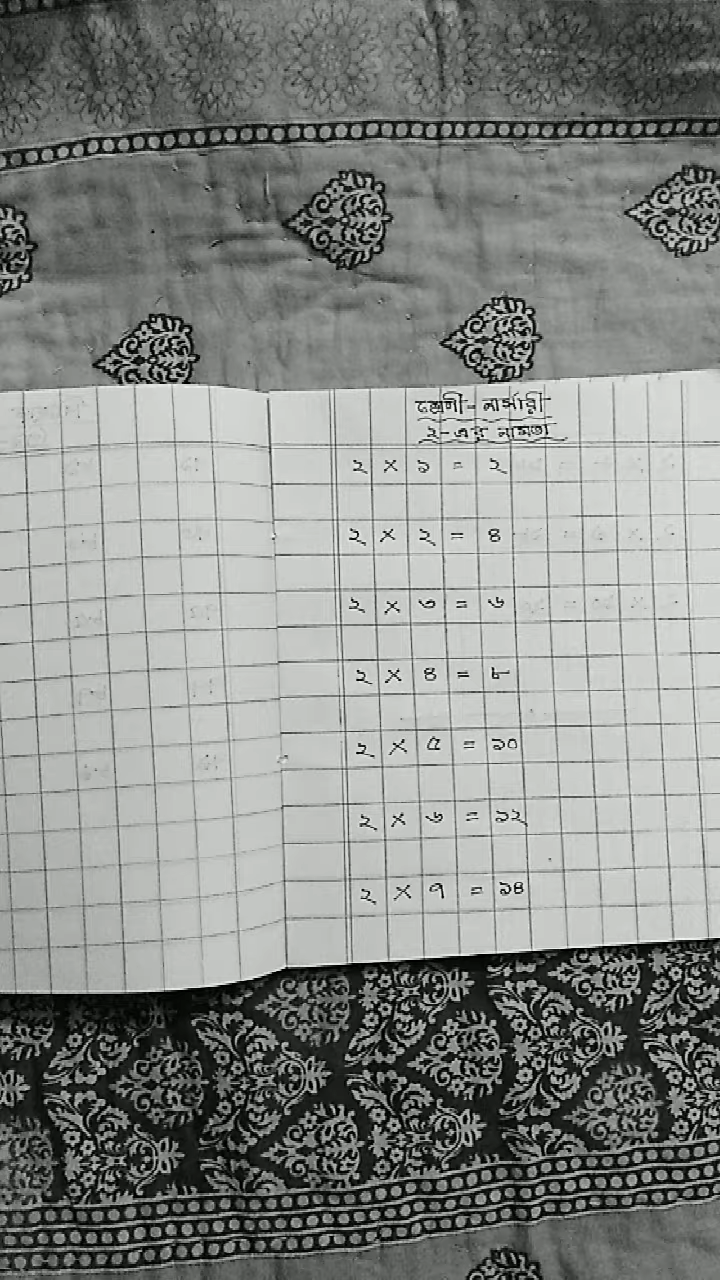 শ্রেণী - নার্সারী
২ - এর নামতা
২ × ১ = ২
২ × ২ = ৪
২ × ৩ = ৬
২ × ৪ = ৮
২ × ৫ = ১০
২ × ৬ = ১২
২ × ৭ = ১৪